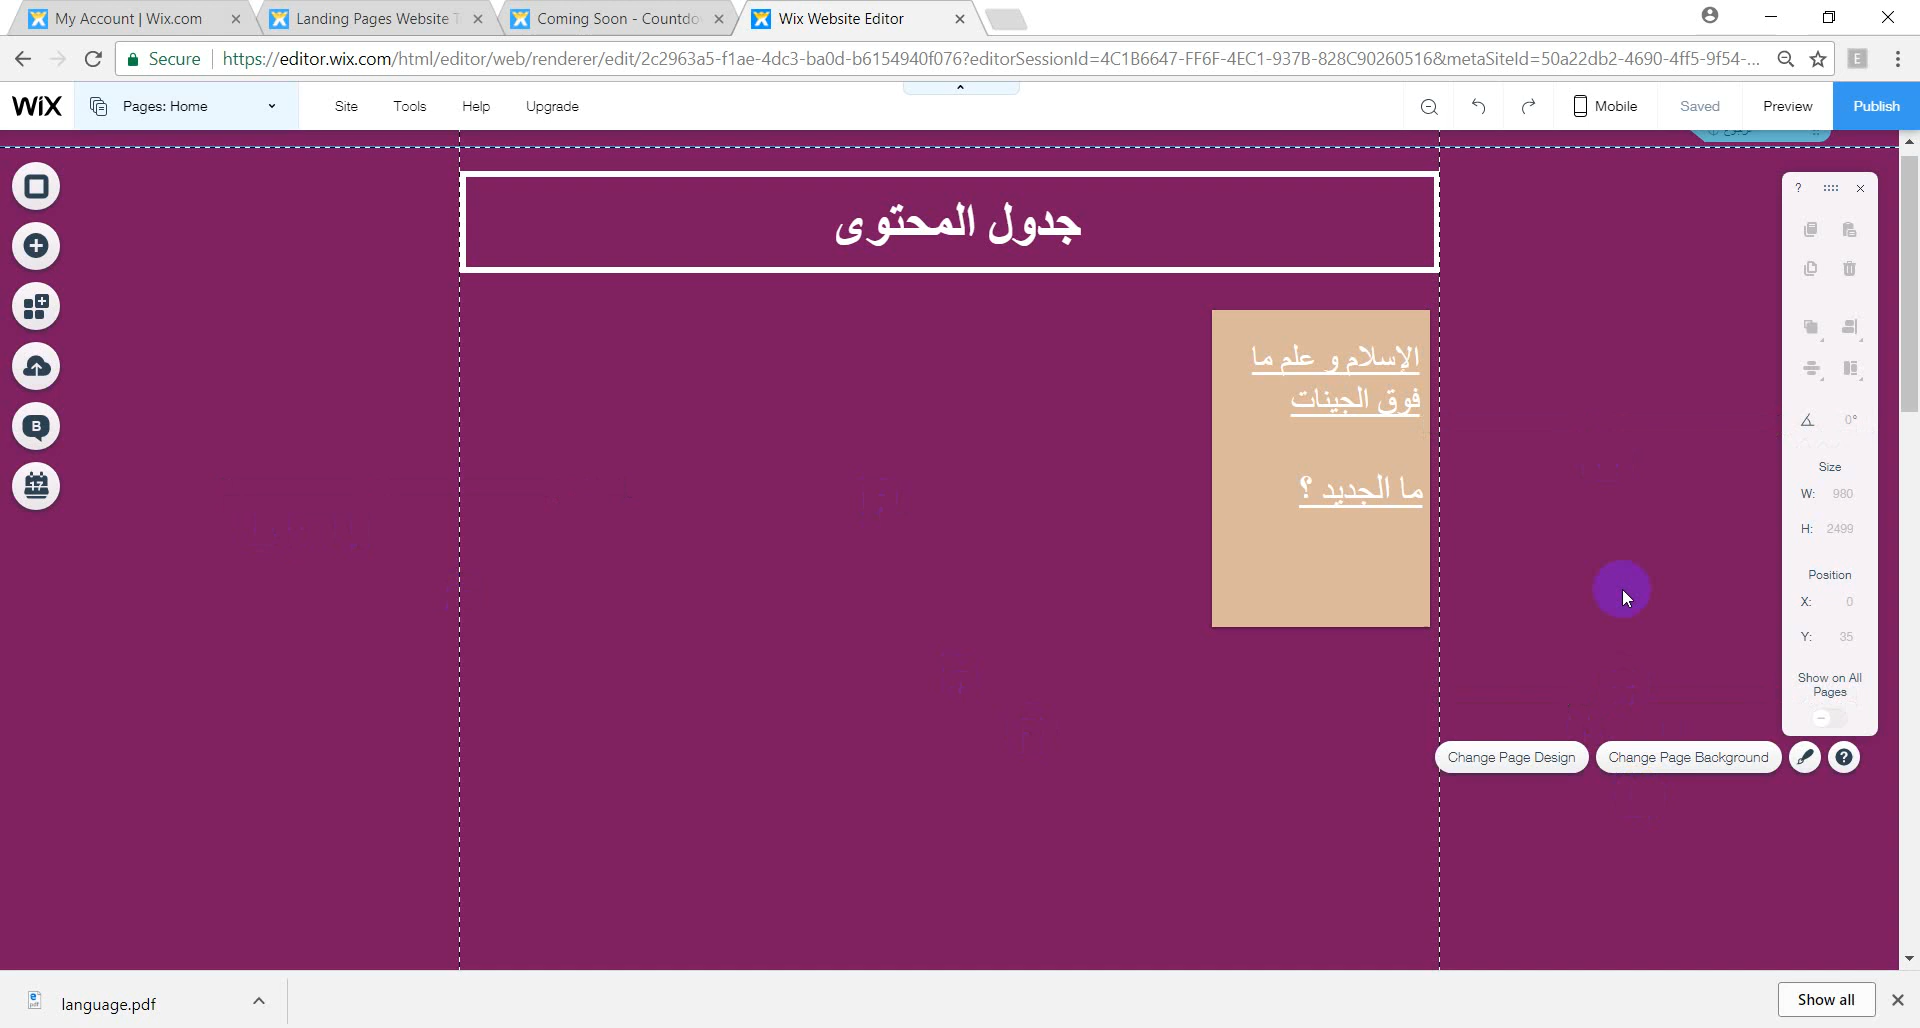 My Account | Wix.com
Landing Pages Website T
Coming Soon - Countdo
Wix Website Editor
Secure
https://editor.wix.com/html/editor/web/renderer/edit/2c2963a5-f1ae-4dc3-ba0d-b6154940f076?editorSessionId=4C1B6647-FF6F-4EC1-937B-828C90260516&metaSiteId=50a22db2-4690-4ff5-9f54-...
E
WiX
Pages: Home
Site
Tools
Help
Upgrade
Mobile
Saved
Preview
Publish
جدول المحتوى
الإسلام و علم ما
فوق الجينات
ما الجديد ؟
B
17
?
0°
Size
W: 980
H: 2499
Position
X: 0
Y: 35
Show on All
Pages
Change Page Design
Change Page Background
?
language.pdf
Show all